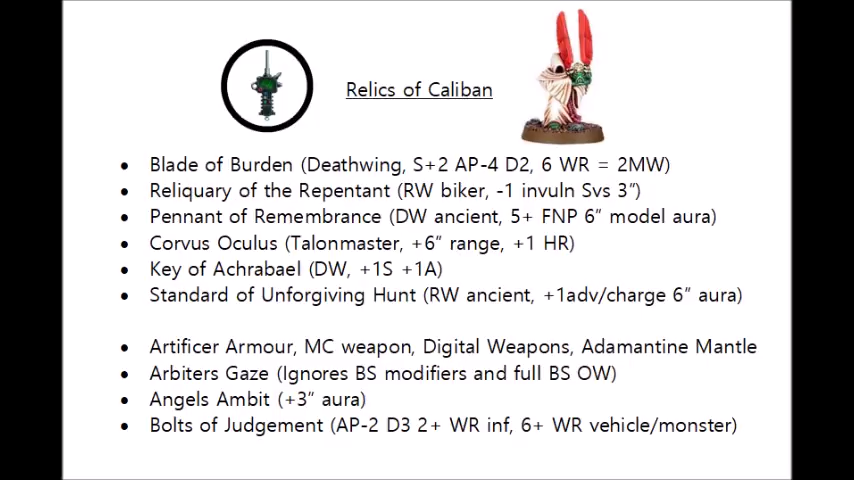 Relics of Caliban
• Blade of Burden (Deathwing, S+2 AP-4 D2, 6 WR = 2MW)
• Reliquary of the Repentant (RW biker, -1 invuln Svs 3”)
• Pennant of Remembrance (DW ancient, 5+ FNP 6” model aura)
• Corvus Oculus (Talonmaster, +6” range, +1 HR)
• Key of Achrabael (DW, +1S +1A)
• Standard of Unforgiving Hunt (RW ancient, +1adv/charge 6” aura)
• Artificer Armour, MC weapon, Digital Weapons, Adamantine Mantle
• Arbiters Gaze (Ignores BS modifiers and full BS OW)
• Angels Ambit (+3” aura)
• Bolts of Judgement (AP-2 D3 2+ WR inf, 6+ WR vehicle/monster)